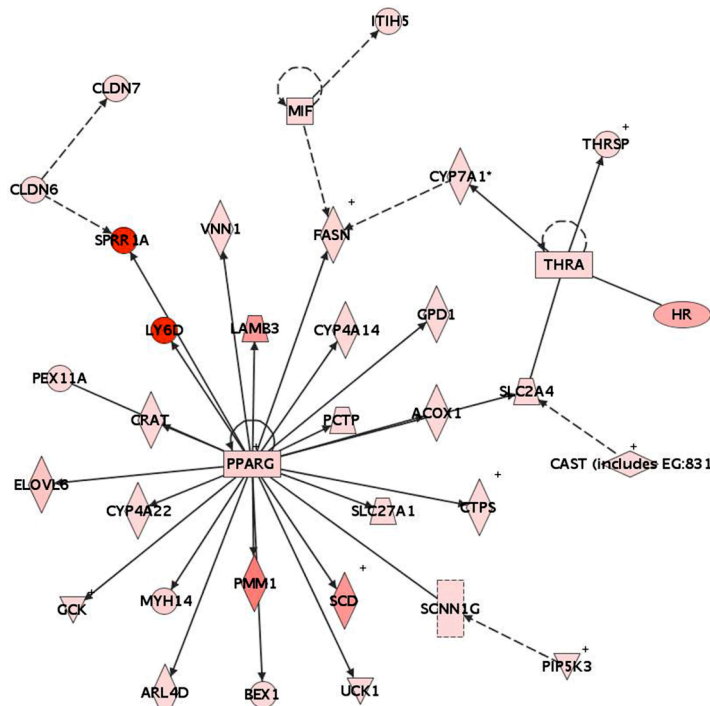 ITIH5
CLDN7
MIF
+
THRSP
CYP7A1*
CLDN6
+
VNN1
SPRR1A
FASN
THRA
GPD1
HR
LY6D
LAMB3
CYP4A14
PEX11A
SLC2A4
CRAT
PCTP
ACOX1
+
+
PPARG
CAST (includes EG:831
ELOVL6
+
CYP4A22
SLC27A1
CTPS
+
PMM1
+
GCK
MYH14
SCD
SCNN1G
+
PIP5K3
ARL4D
BEX1
UCK1